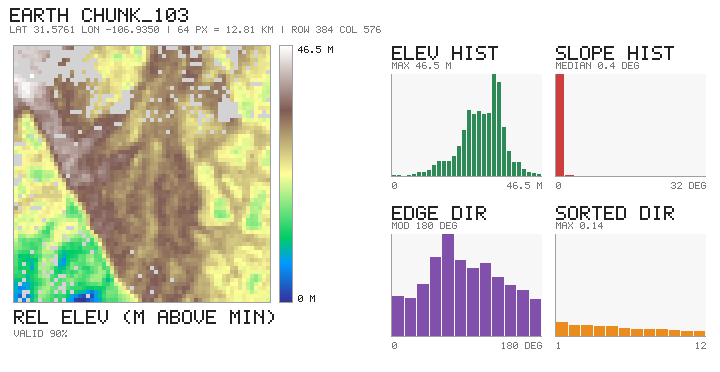 EARTH CHUNK_103
LAT 31.5761 LON -106.9350 | 64 PX = 12.81 KM | ROW 384 COL 576
46.5 M
0 M
REL ELEV (M ABOVE MIN)
VALID 90%
ELEV HIST
MAX 46.5 M
0 46.5 M
SLOPE HIST
MEDIAN 0.4 DEG
0 32 DEG
EDGE DIR
MOD 180 DEG
0 180 DEG
SORTED DIR
MAX 0.14
1 12